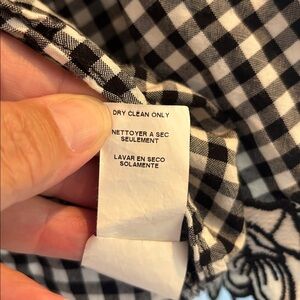 DRY CLEAN ONLY
NETTOYER A SEC
SEULEMENT
LAVAR EN SECO
SOLAMENTE